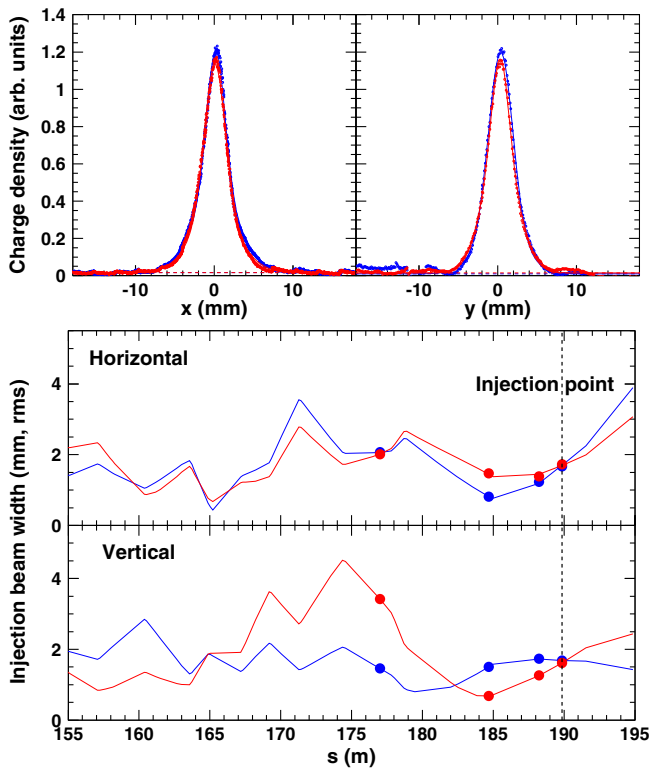 Charge density (arb. units)
1.4
1.2
1.0
0.8
0.6
0.4
0.2
0
-10 0 10 -10 0 10
x (mm) y (mm)
Injection beam width (mm, rms)
Horizontal
Injection point
4
2
0
Vertical
4
2
0
155 160 165 170 175 180 185 190 195
s (m)